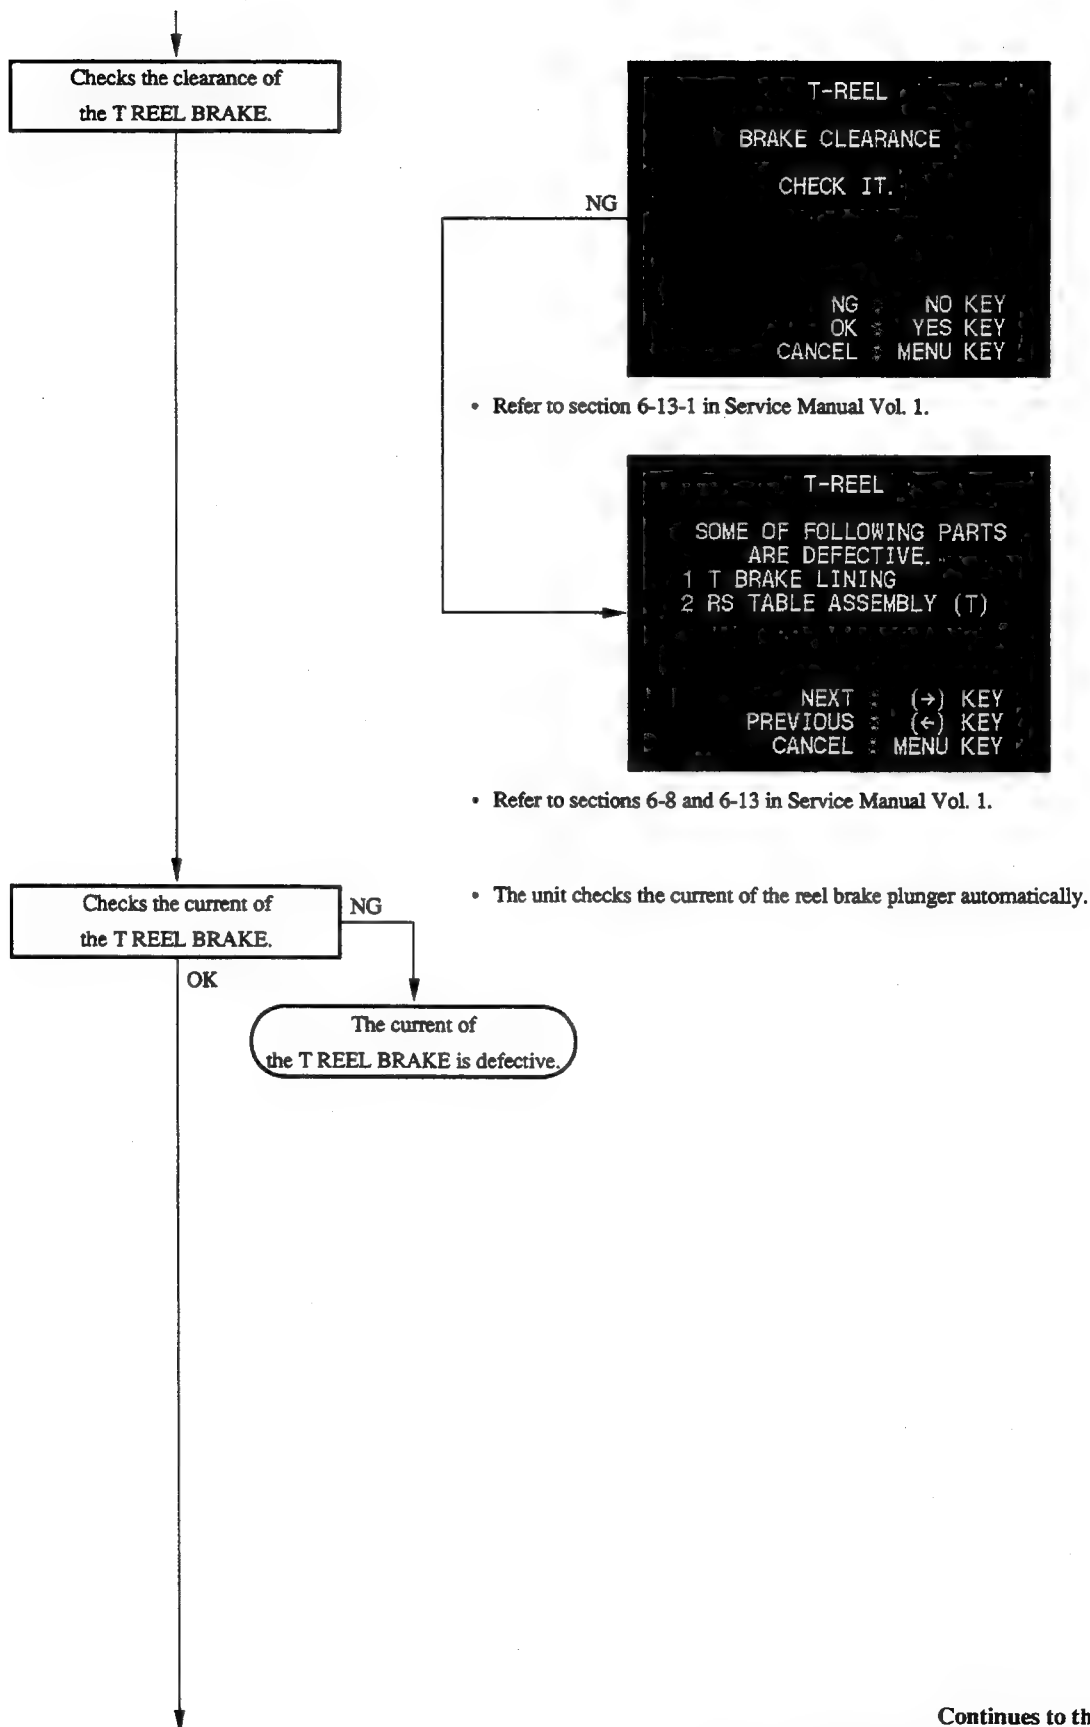 Checks the clearance of
the T REEL BRAKE.
T-REEL
BRAKE CLEARANCE
CHECK IT.
NG : NO KEY
OK : YES KEY
CANCEL : MENU KEY
NG
• Refer to section 6-13-1 in Service Manual Vol. 1.
T-REEL
SOME OF FOLLOWING PARTS
ARE DEFECTIVE.
1 T BRAKE LINING
2 RS TABLE ASSEMBLY (T)
NEXT : (→) KEY
PREVIOUS : (←) KEY
CANCEL : MENU KEY
• Refer to sections 6-8 and 6-13 in Service Manual Vol. 1.
Checks the current of
the T REEL BRAKE.
NG
• The unit checks the current of the reel brake plunger automatically.
OK
The current of
the T REEL BRAKE is defective.
Continues to th